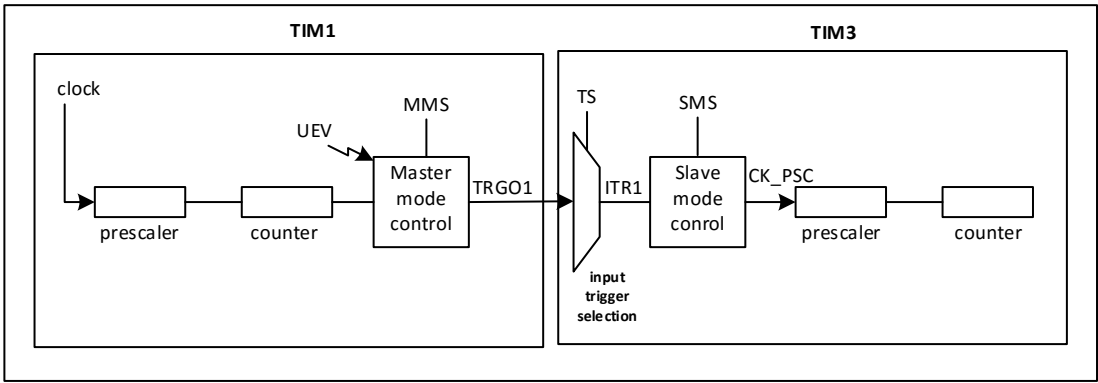 TIM1
TIM3
clock
MMS
UEV
TS
SMS
Master
mode
control
TRGO1
ITR1
Slave
mode
conrol
CK_PSC
prescaler
counter
prescaler
counter
input
trigger
selection